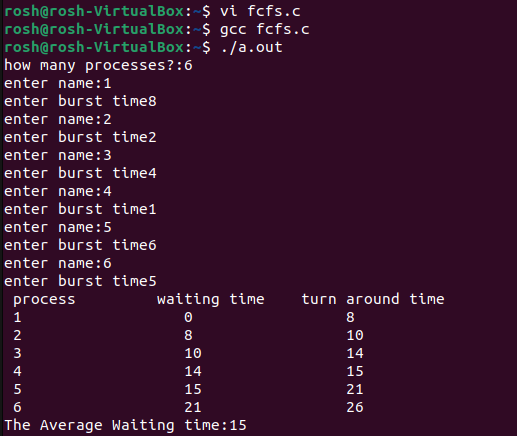 rosh@rosh-VirtualBox:~$ vi fcfs.c
rosh@rosh-VirtualBox:~$ gcc fcfs.c
rosh@rosh-VirtualBox:~$ ./a.out
how many processes?:6
enter name:1
enter burst time8
enter name:2
enter burst time2
enter name:3
enter burst time4
enter name:4
enter burst time1
enter name:5
enter burst time6
enter name:6
enter burst time5
process waiting time turn around time
1 0 8
2 8 10
3 10 14
4 14 15
5 15 21
6 21 26
The Average Waiting time:15